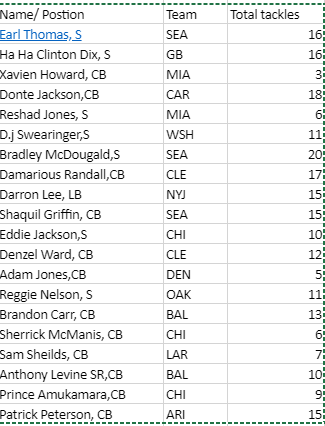 Name/ Postion Team Total tackles
Earl Thomas, S SEA 16
Ha Ha Clinton Dix, S GB 16
Xavien Howard, CB MIA 3
Donte Jackson,CB CAR 18
Reshad Jones, S MIA 6
D.j Swearinger,S WSH 11
Bradley McDougald,S SEA 20
Damarious Randall,CB CLE 17
Darron Lee, LB NYJ 15
Shaquil Griffin, CB SEA 15
Eddie Jackson,S CHI 10
Denzel Ward, CB CLE 12
Adam Jones,CB DEN 5
Reggie Nelson, S OAK 11
Brandon Carr, CB BAL 13
Sherrick McManis, CB CHI 6
Sam Sheilds, CB LAR 7
Anthony Levine SR,CB BAL 10
Prince Amukamara,CB CHI 9
Patrick Peterson, CB ARI 15